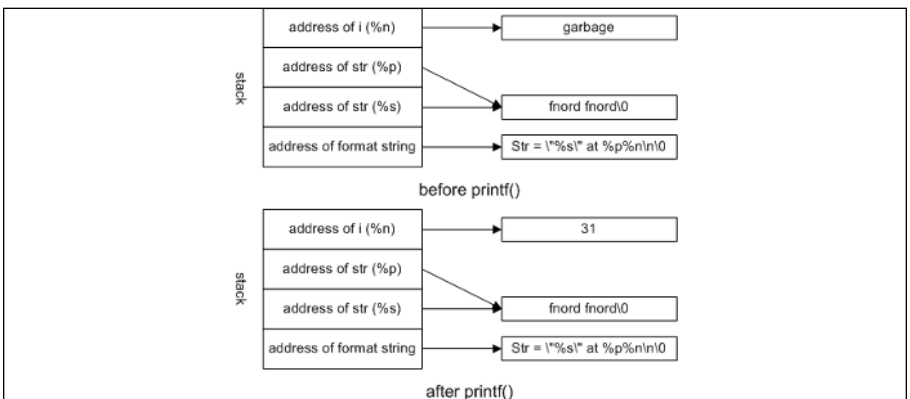 address of i (%n)
garbage
address of str (%p)
stack
address of str (%s)
fnord fnord\0
address of format string
Str = \"%s\" at %p%n\n\0
before printf()
address of i (%n)
31
address of str (%p)
stack
address of str (%s)
fnord fnord\0
address of format string
Str = \"%s\" at %p%n\n\0
after printf()